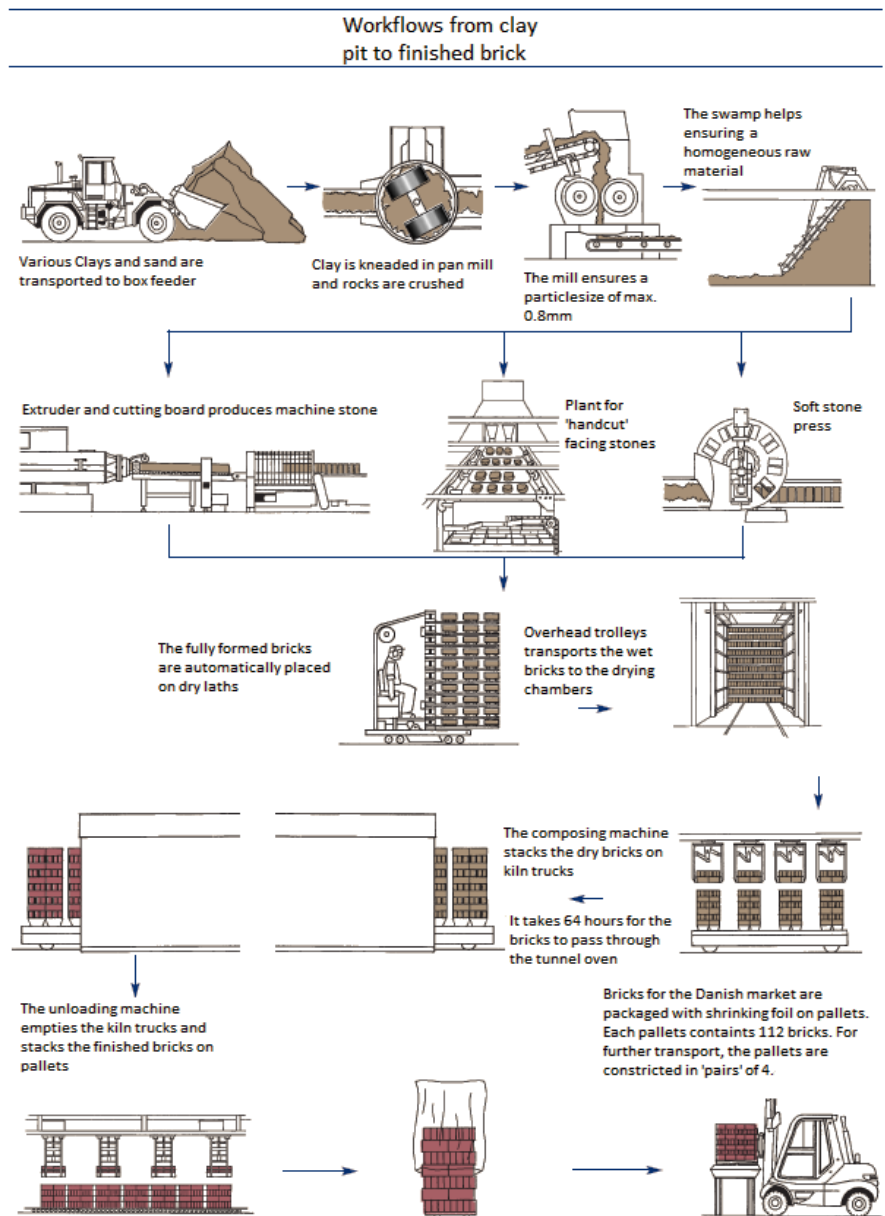 Workflows from clay
pit to finished brick
The swamp helps
ensuring a
homogeneous raw
material
Various Clays and sand are
transported to box feeder
Clay is kneaded in pan mill
and rocks are crushed
The mill ensures a
particlesize of max.
0.8mm
Extruder and cutting board produces machine stone
Plant for
'handcut'
facing stones
Soft stone
press
The fully formed bricks
are automatically placed
on dry laths
Overhead trolleys
transports the wet
bricks to the drying
chambers
The composing machine
stacks the dry bricks on
kiln trucks
It takes 64 hours for the
bricks to pass through
the tunnel oven
The unloading machine
empties the kiln trucks and
stacks the finished bricks on
pallets
Bricks for the Danish market are
packaged with shrinking foil on pallets.
Each pallets containts 112 bricks. For
further transport, the pallets are
constricted in 'pairs' of 4.